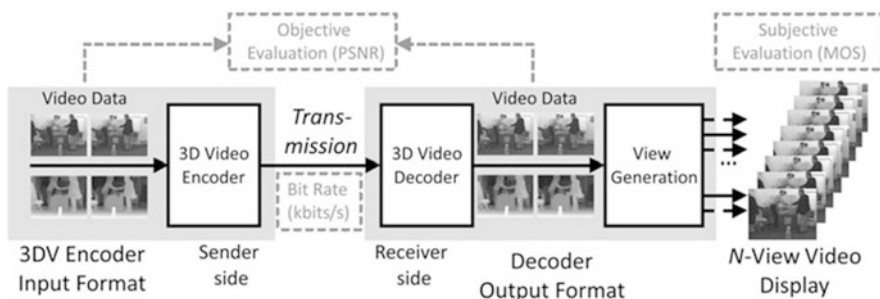 Objective
Evaluation (PSNR)
Subjective
Evaluation (MOS)
Video Data
3D Video
Encoder
Trans-
mission
Bit Rate
(kbits/s)
3D Video
Decoder
Video Data
View
Generation
...
3DV Encoder
Input Format
Sender
side
Receiver
side
Decoder
Output Format
N-View Video
Display